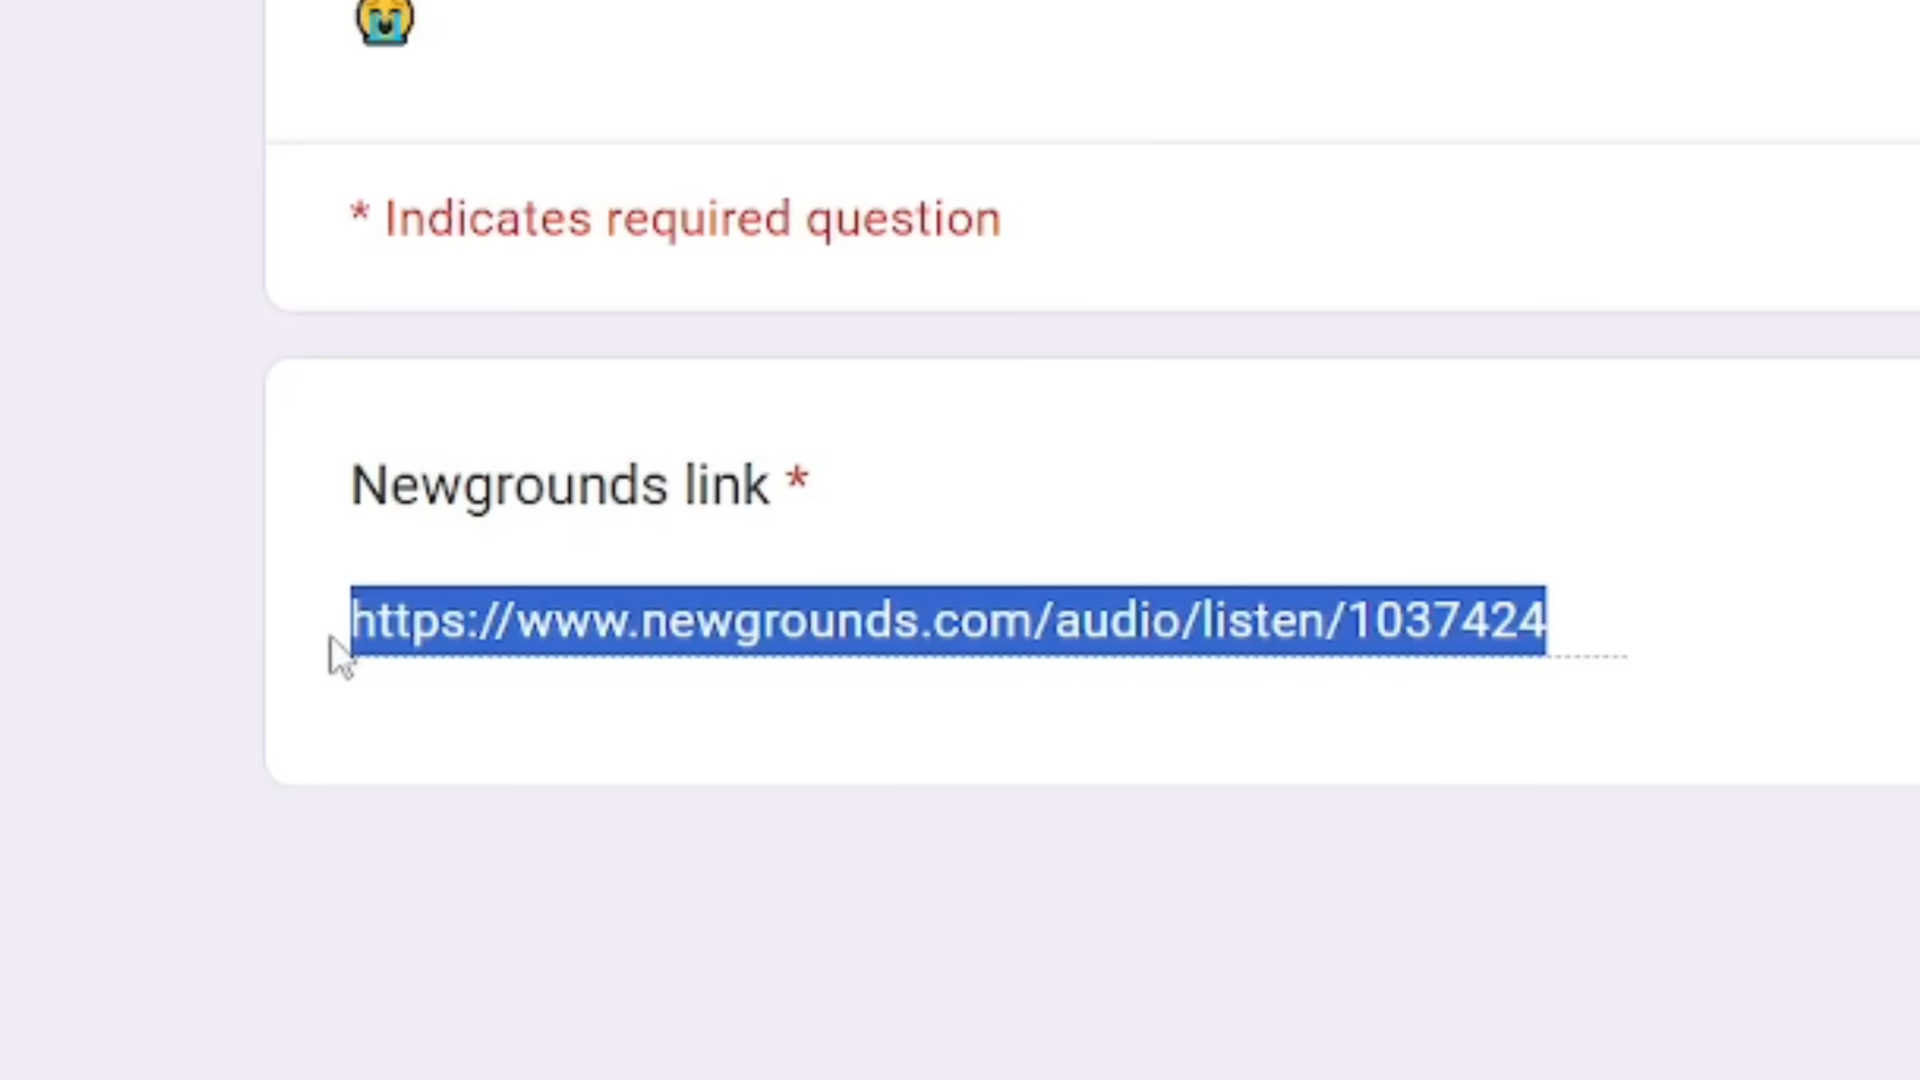 * Indicates required question
Newgrounds link *
https://www.newgrounds.com/audio/listen/1037424